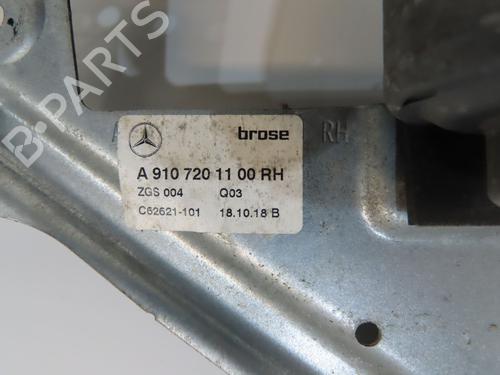 B-PARTS
brose
RH
A 910 720 11 00 RH
ZGS 004 Q03
C62621-101 18.10.18 B